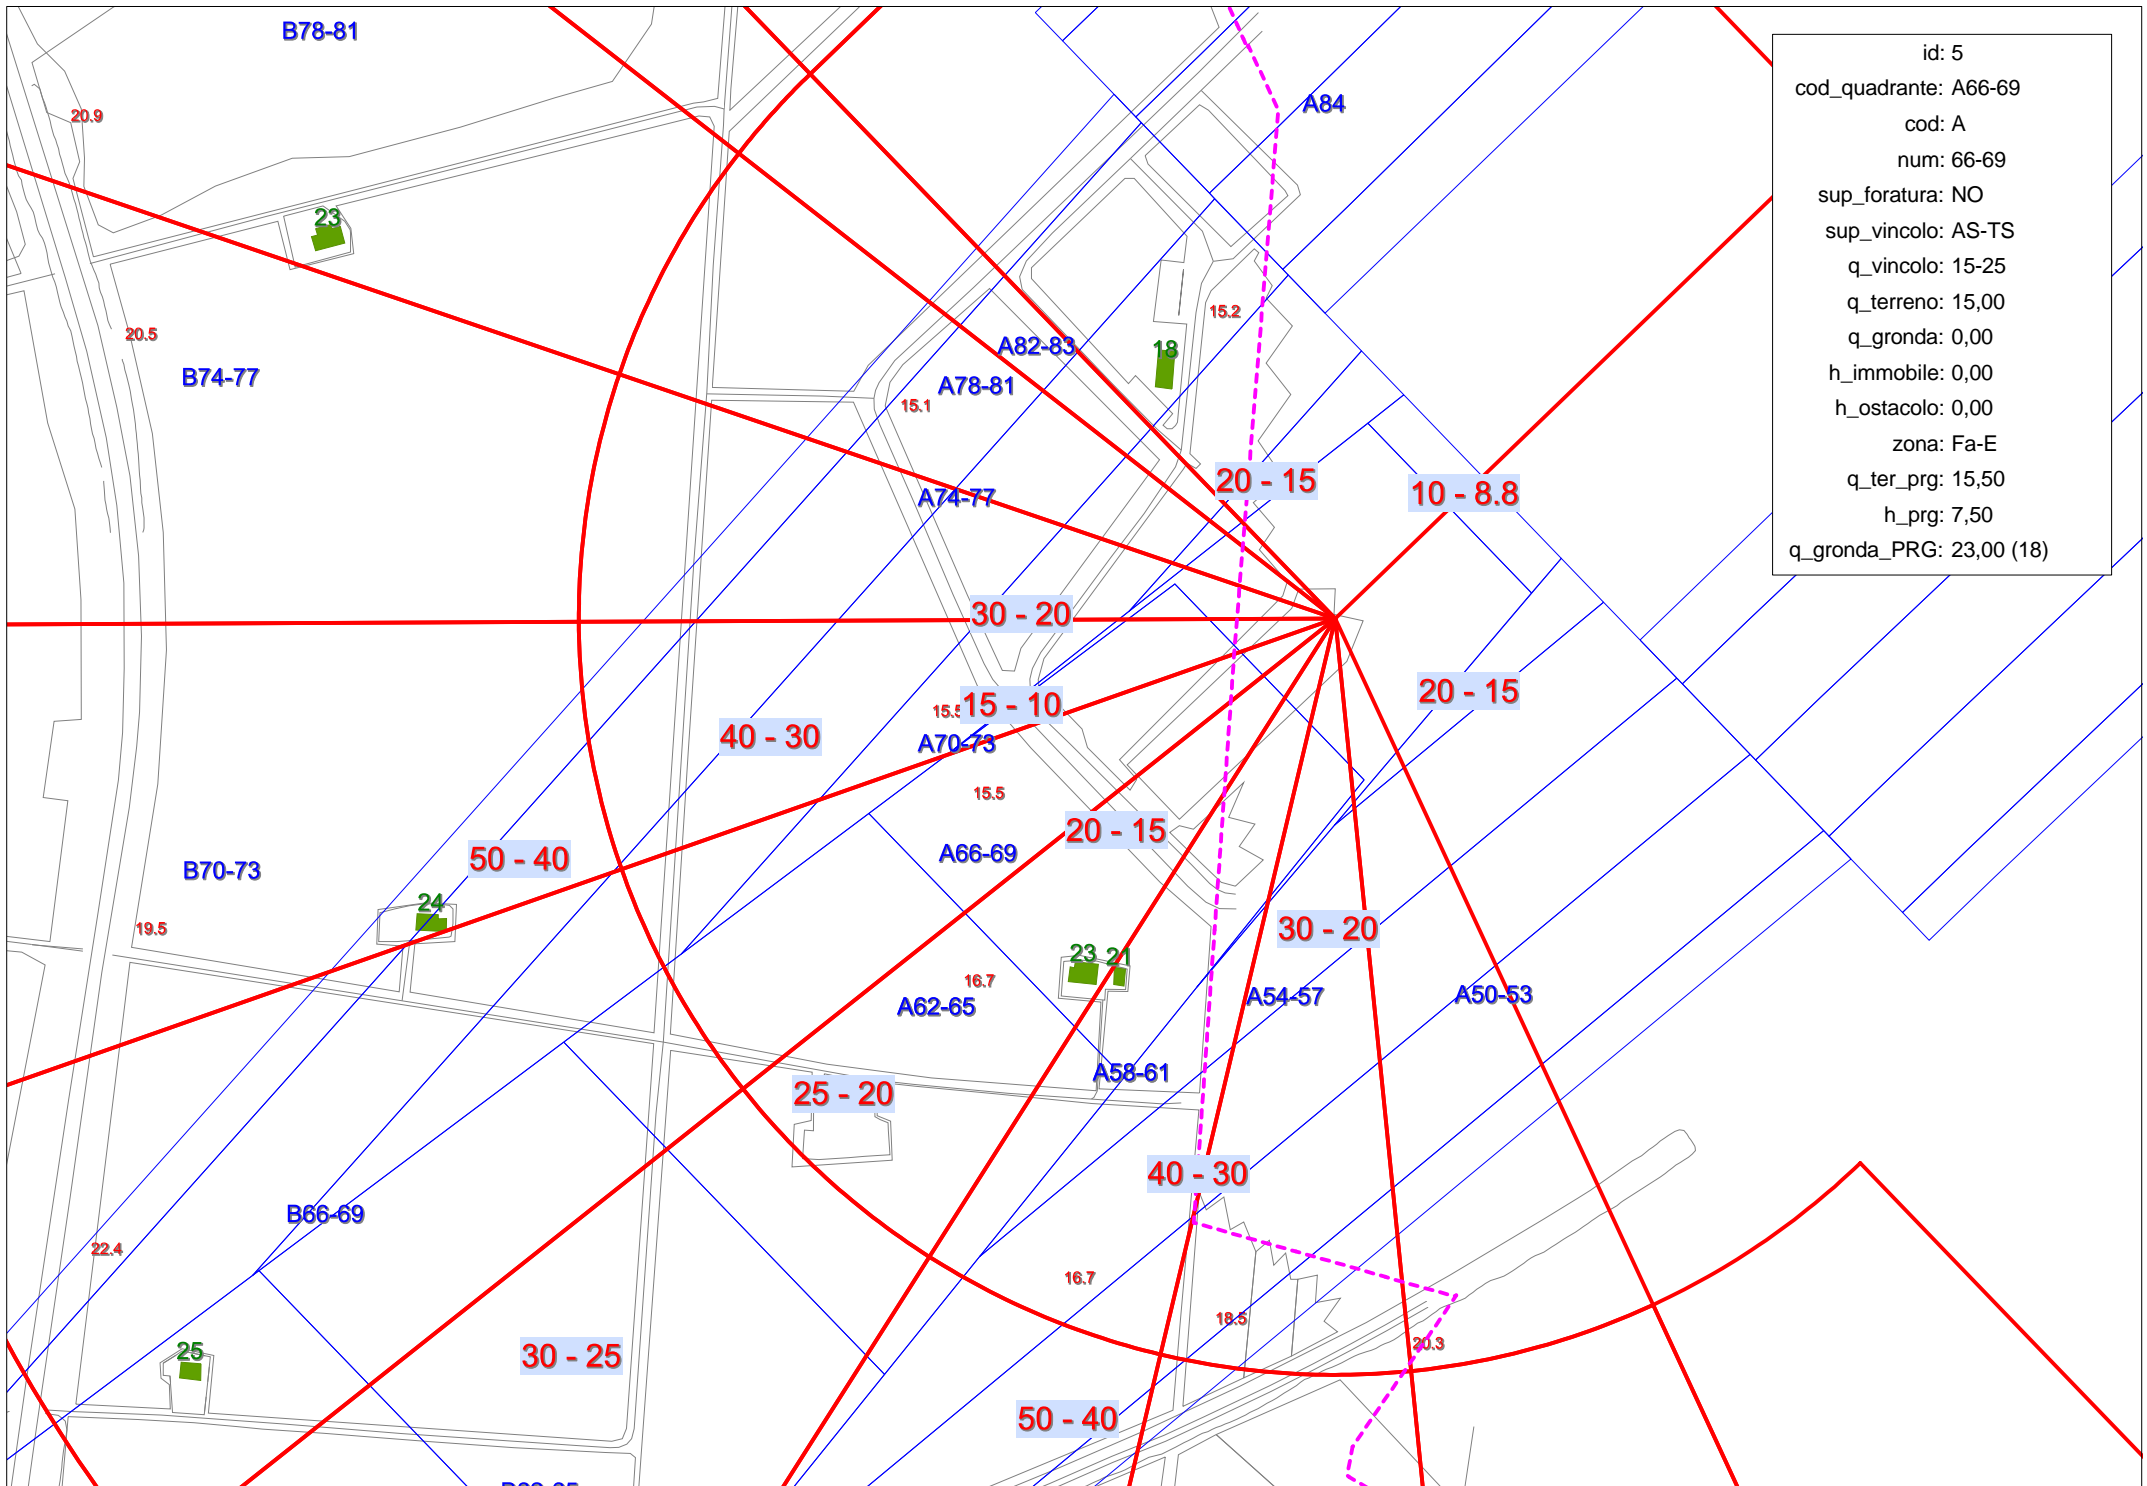 B78-81
id: 5
cod_quadrante: A66-69
cod: A
num: 66-69
sup_foratura: NO
sup_vincolo: AS-TS
q_vincolo: 15-25
q_terreno: 15,00
q_gronda: 0,00
h_immobile: 0,00
h_ostacolo: 0,00
zona: Fa-E
q_ter_prg: 15,50
h_prg: 7,50
q_gronda_PRG: 23,00 (18)
A84
20.9
23
15.2
20.5
A82-83
18
B74-77
A78-81
15.1
20 - 15
10 - 8.8
A74-77
30 - 20
20 - 15
15.5
15 - 10
40 - 30
A70-73
15.5
20 - 15
A66-69
50 - 40
B70-73
24
19.5
30 - 20
23
21
16.7
A62-65
A54-57
A50-53
A58-61
25 - 20
40 - 30
B66-69
22.4
16.7
18.5
20.3
25
30 - 25
50 - 40